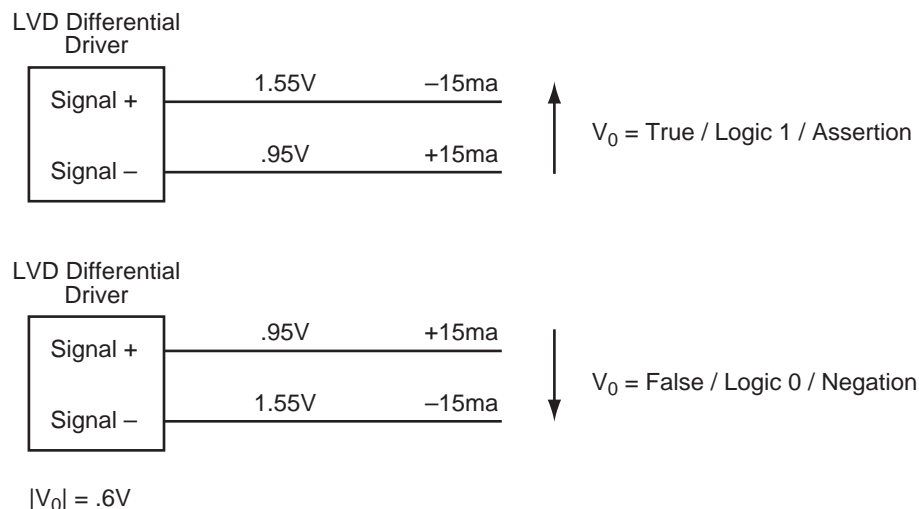 LVD Differential
Driver
Signal + 1.55V –15ma
V0 = True / Logic 1 / Assertion
Signal – .95V +15ma
LVD Differential
Driver
Signal + .95V +15ma
V0 = False / Logic 0 / Negation
Signal – 1.55V –15ma
|V0| = .6V